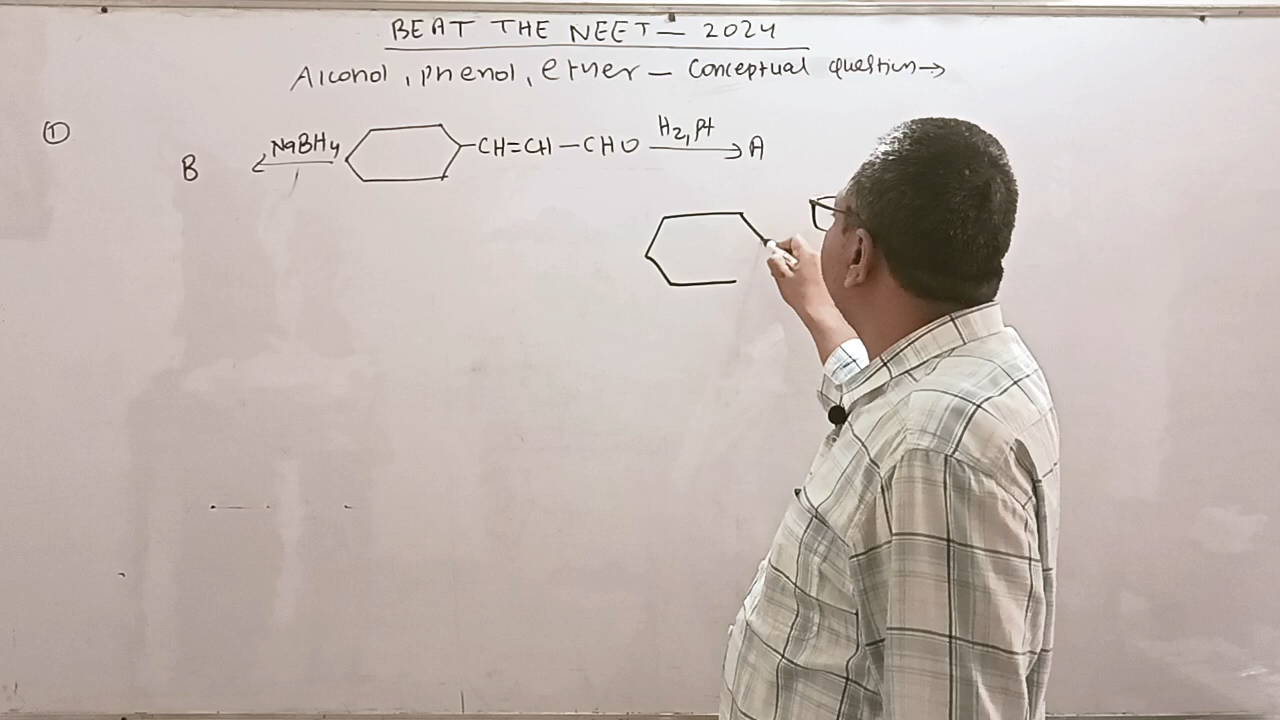 BEAT THE NEET — 2024
Alcohol, phenol, ether — conceptual question →
①
B ← NaBH4 -CH=CH-CHO H2, Pt → A